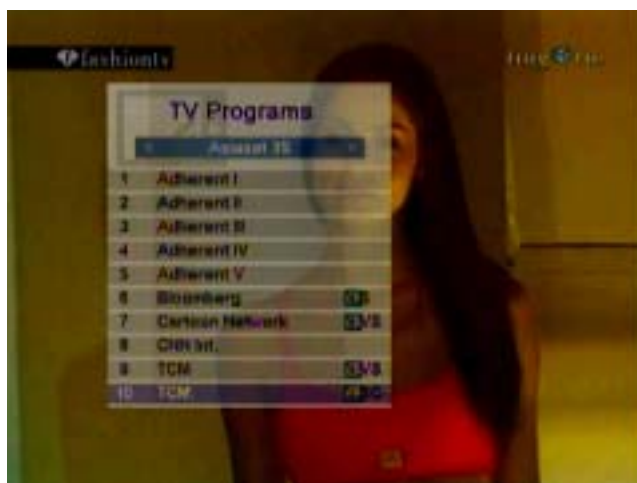 fashiontv
TV Programs
Asiasat 3S
1 Adherent I
2 Adherent II
3 Adherent III
4 Adherent IV
5 Adherent V
6 Bloomberg
7 Cartoon Network
8 CNN Int.
9 TCM
10 TCM